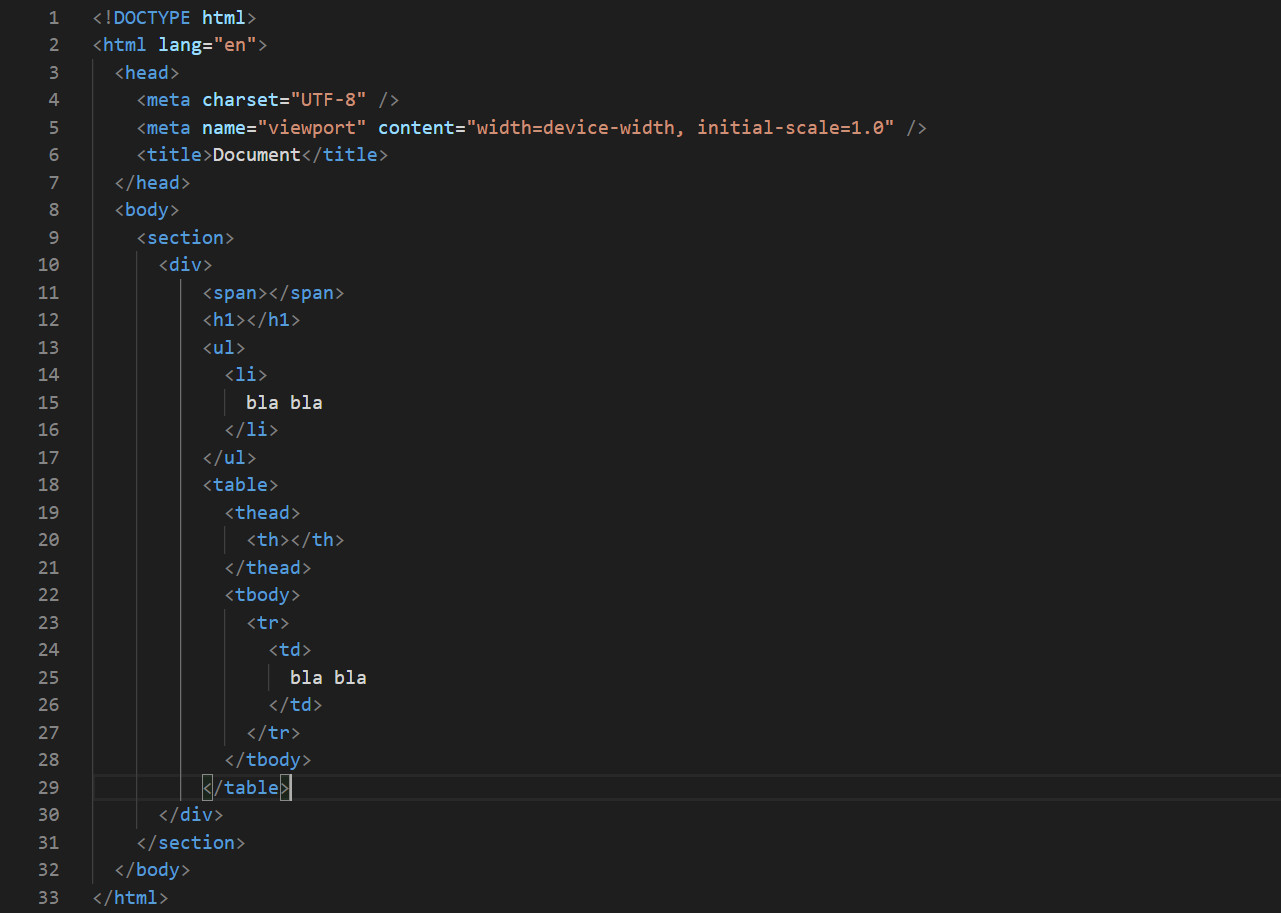 1 <!DOCTYPE html>
2 <html lang="en">
3   <head>
4     <meta charset="UTF-8" />
5     <meta name="viewport" content="width=device-width, initial-scale=1.0" />
6     <title>Document</title>
7   </head>
8   <body>
9     <section>
10       <div>
11           <span></span>
12           <h1></h1>
13           <ul>
14             <li>
15               bla bla
16             </li>
17           </ul>
18           <table>
19             <thead>
20               <th></th>
21             </thead>
22             <tbody>
23               <tr>
24                 <td>
25                   bla bla
26                 </td>
27               </tr>
28             </tbody>
29           </table>
30       </div>
31     </section>
32   </body>
33 </html>